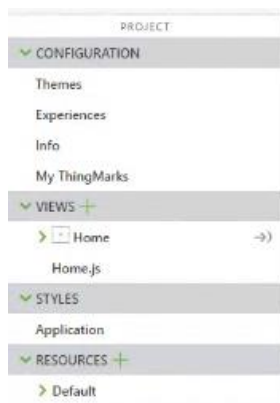 PROJECT
CONFIGURATION
Themes
Experiences
Info
My ThingMarks
VIEWS
Home
Home.js
STYLES
Application
RESOURCES
Default